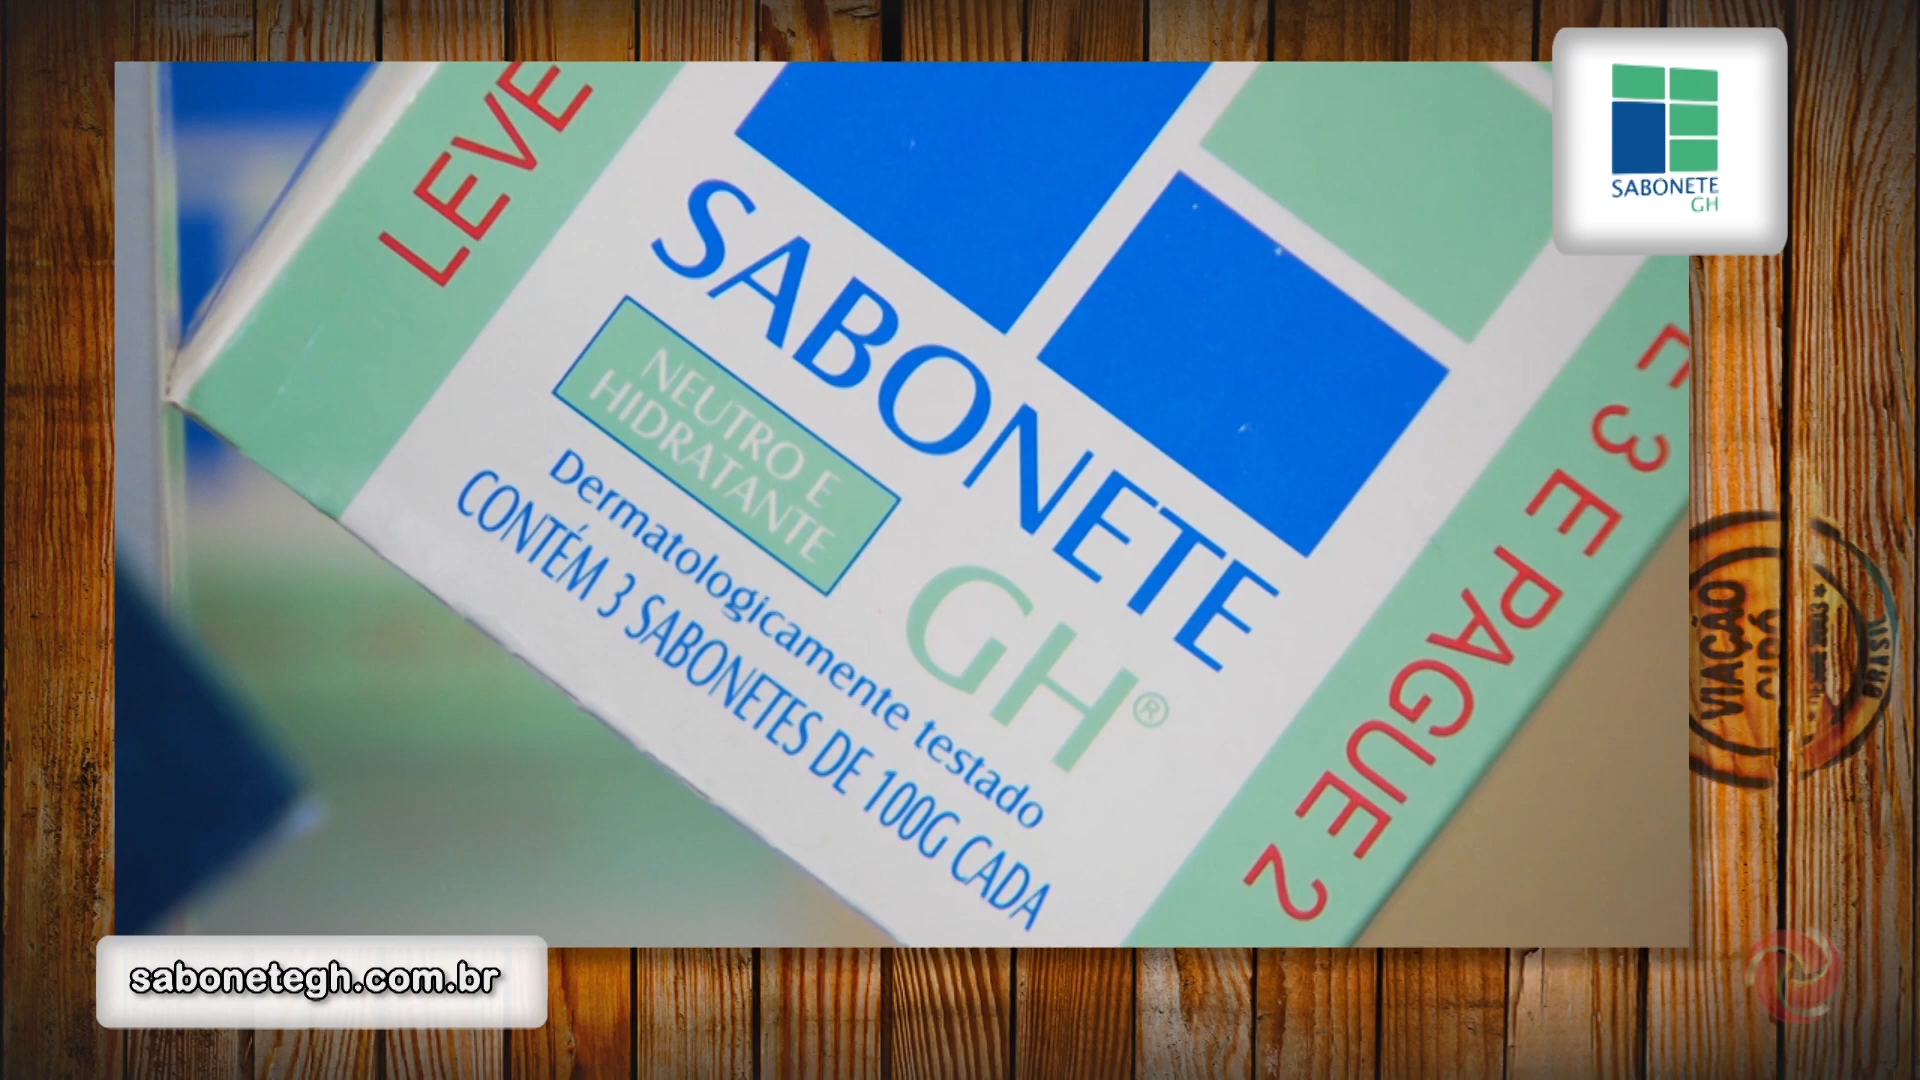 LEVE
SABONETE
GH®
NEUTRO E
HIDRATANTE
Dermatologicamente testado
CONTÉM 3 SABONETES DE 100G CADA
E 3 E PAGUE 2
SABONETE
GH
VIAÇÃO
BRASIL
sabonetegh.com.br